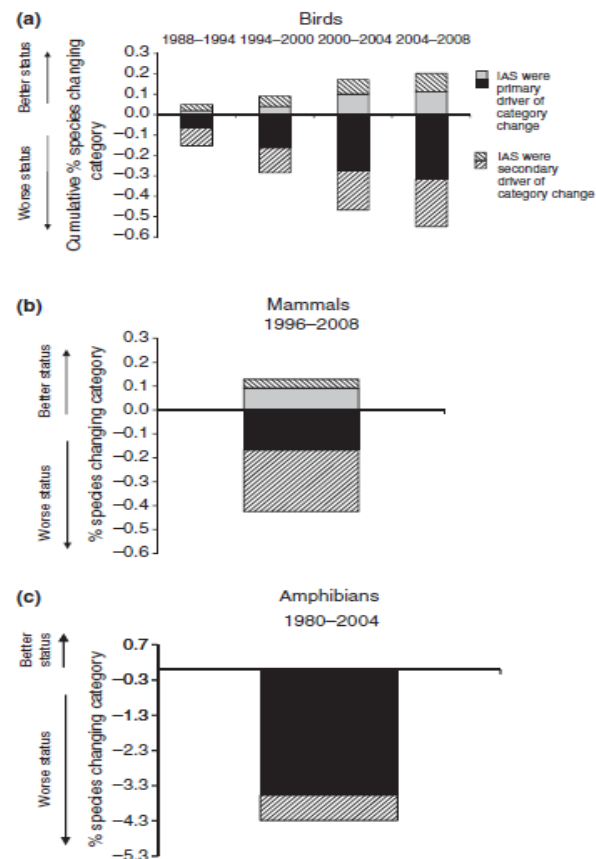 (a)
Birds
1988–1994 1994–2000 2000–2004 2004–2008
Better status
Worse status
Cumulative % species changing
category
0.3
0.2
0.1
0.0
−0.1
−0.2
−0.3
−0.4
−0.5
−0.6
IAS were
primary
driver of
category
change
IAS were
secondary
driver of
category change
(b)
Mammals
1996–2008
Better status
Worse status
% species changing category
0.3
0.2
0.1
0.0
−0.1
−0.2
−0.3
−0.4
−0.5
−0.6
(c)
Amphibians
1980–2004
Better
status
Worse status
% species changing category
0.7
−0.3
−1.3
−2.3
−3.3
−4.3
−5.3